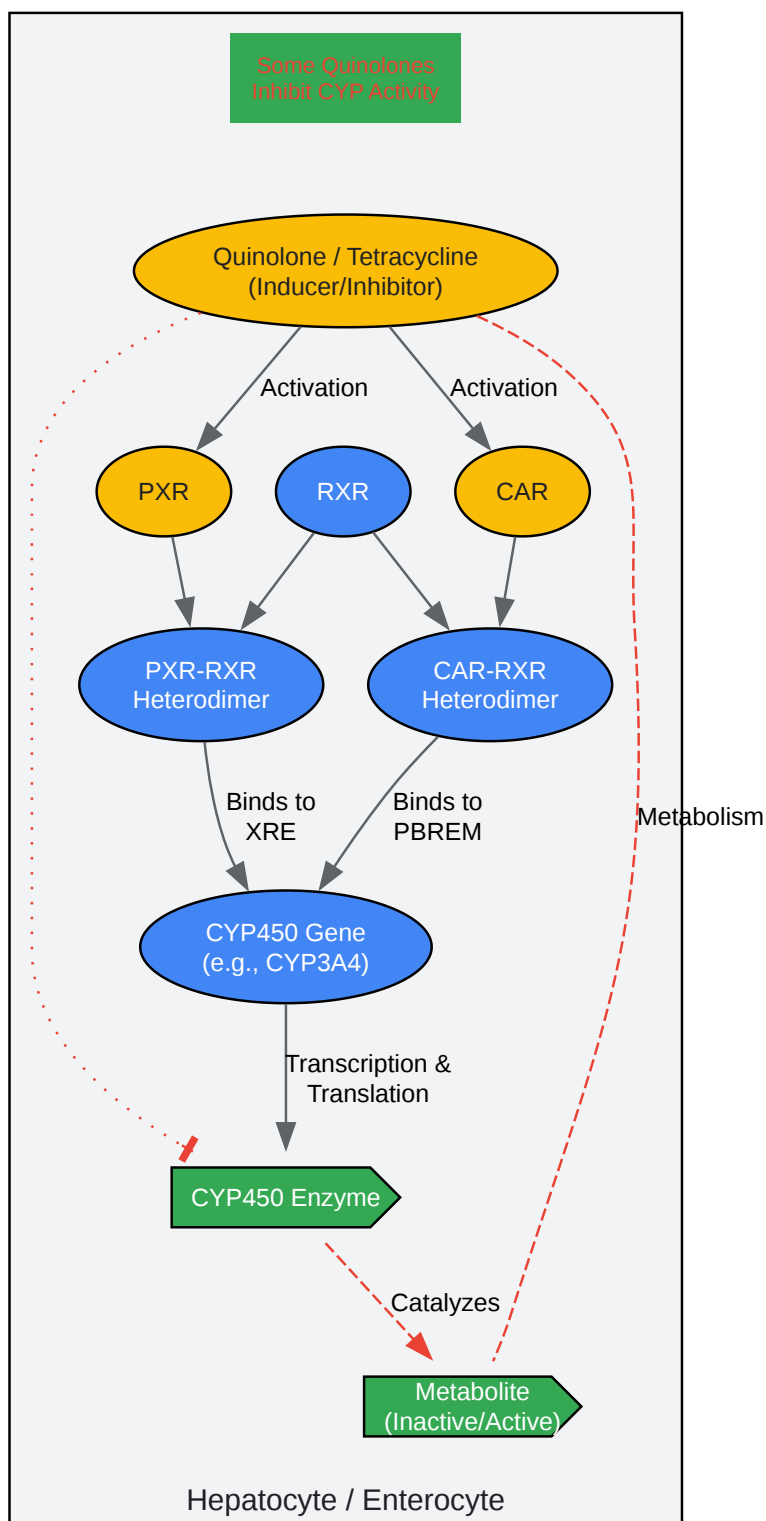 Some Quinolones
Inhibit CYP Activity
Quinolone / Tetracycline
(Inducer/Inhibitor)
Activation
Activation
PXR
RXR
CAR
PXR-RXR
Heterodimer
CAR-RXR
Heterodimer
Binds to
XRE
Binds to
PBREM
Metabolism
CYP450 Gene
(e.g., CYP3A4)
Transcription &
Translation
CYP450 Enzyme
Catalyzes
Metabolite
(Inactive/Active)
Hepatocyte / Enterocyte